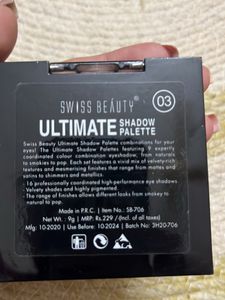 SWISS BEAUTY®
03
ULTIMATE SHADOW PALETTE
Swiss Beauty Ultimate Shadow Palette combinations for your
eyes! The Ultimate Shadow Palettes featuring 9 expertly
coordinated colour combination eyeshadow, from naturals
to smokes to pop. Each set features a vivid mix of velvety-rich
textures and mesmerising finishes that range from mattes and
satins to shimmers and metallic.
. 16 professionally coordinated high-performance eye shadows
. Velvety shades and highly pigmented
The range of finishes allows different looks from smokey to
natural to pop.
Made in P.R.C. | Item No.: SB-706
Net Wt. : 9g | MRP: Rs.229 /-(Incl. of all taxes)
Mfg: 10-2020 | Use Before: 10-2024 | Batch No: JH20-706